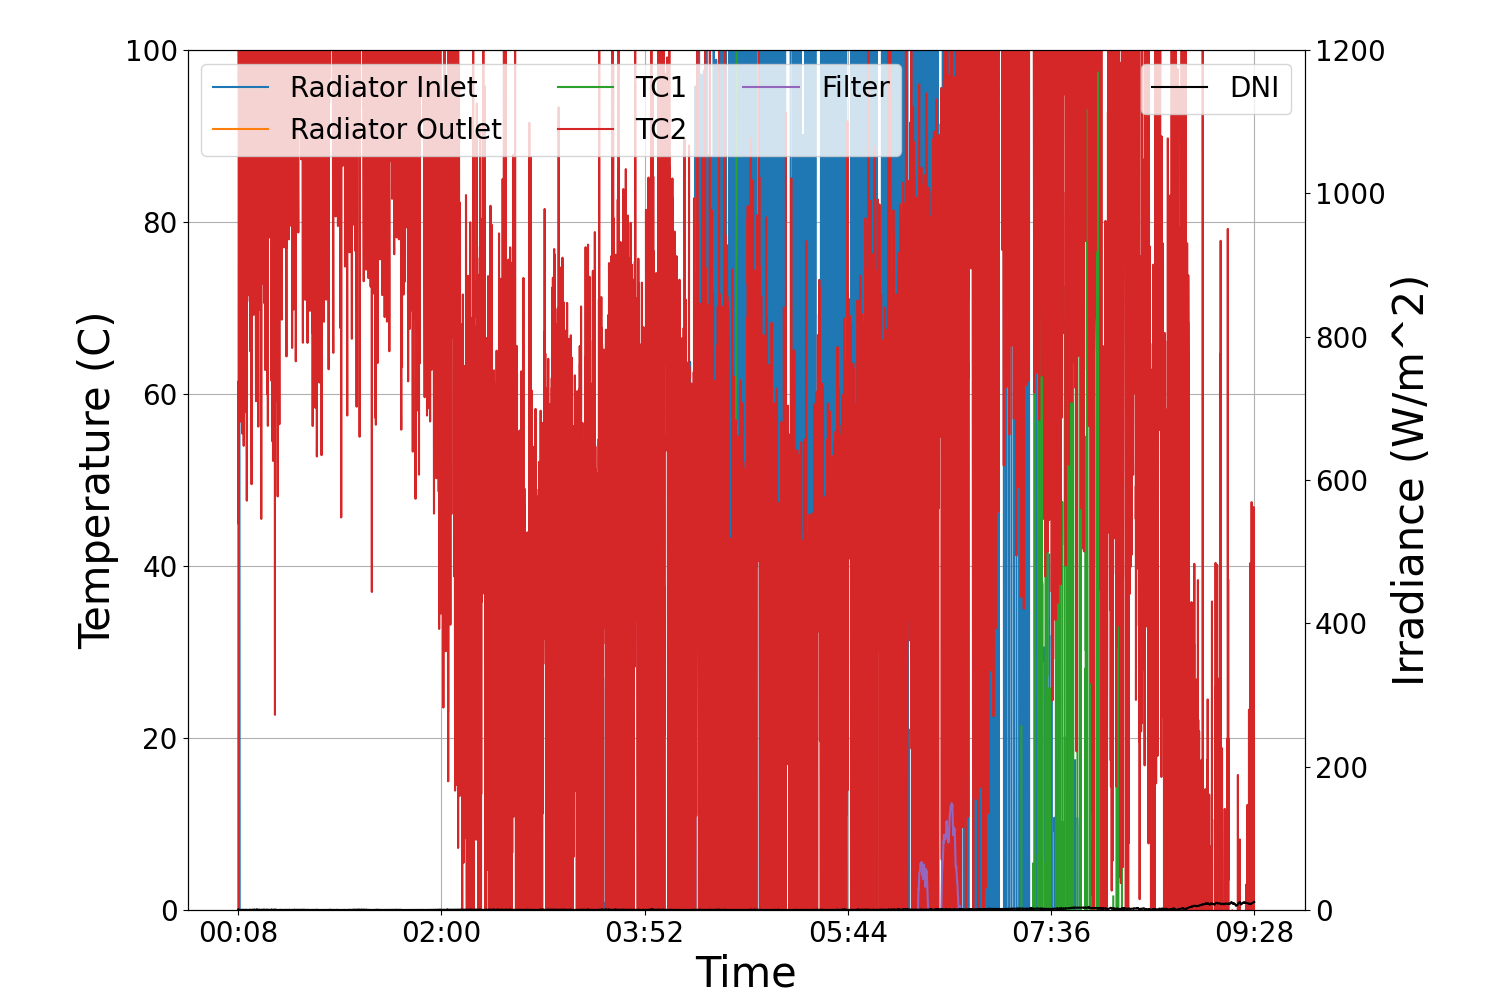 100
80
60
40
20
0
Temperature (C)
Radiator Inlet
Radiator Outlet
TC1
TC2
Filter
DNI
1200
1000
800
600
400
200
0
Irradiance (W/m^2)
00:08
02:00
03:52
05:44
07:36
09:28
Time